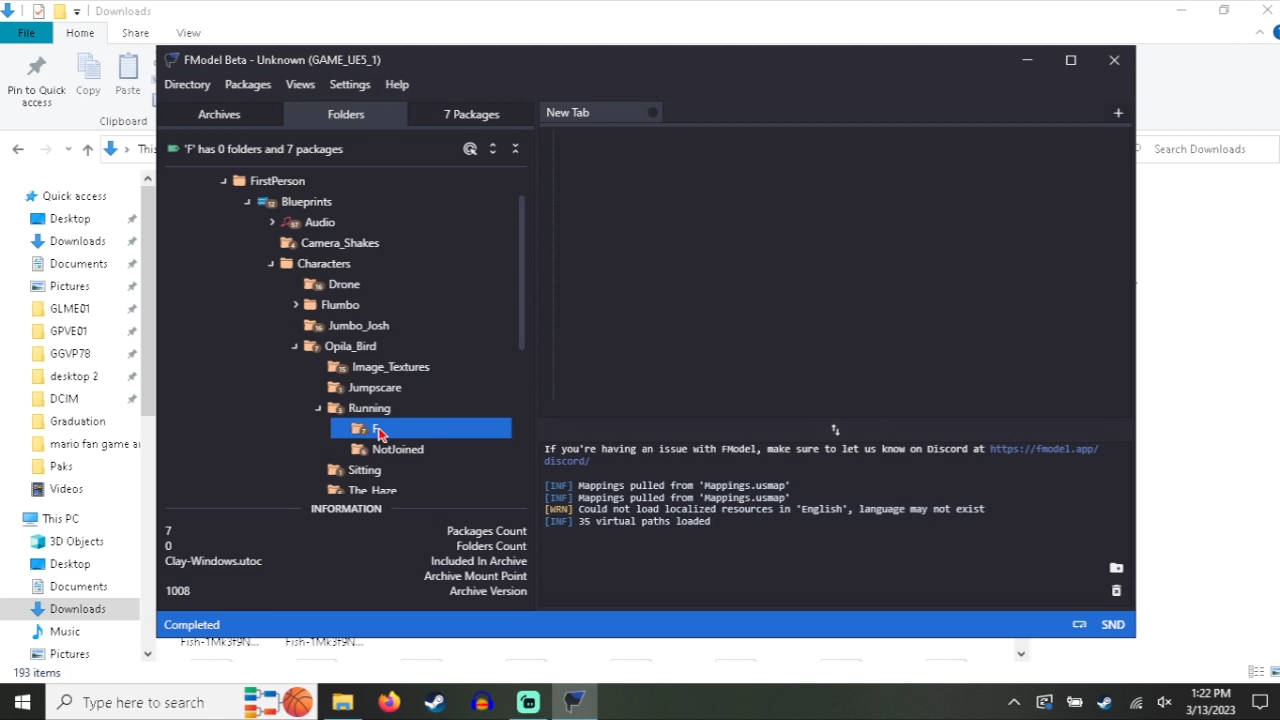 Downloads
File
Home
Share
View
Pin to Quick access
Copy
Paste
Clipboard
Search Downloads
Quick access
Desktop
Downloads
Documents
Pictures
GLME01
GPVE01
GGVP78
desktop 2
DCIM
Graduation
mario fan game a
Paks
Videos
This PC
3D Objects
Desktop
Documents
Downloads
Music
Pictures
193 items
FModel Beta - Unknown (GAME_UE5_1)
Directory
Packages
Views
Settings
Help
Archives
Folders
7 Packages
'F' has 0 folders and 7 packages
FirstPerson
Blueprints
Audio
Camera_Shakes
Characters
Drone
Flumbo
Jumbo_Josh
Opila_Bird
Image_Textures
Jumpscare
Running
F
NotJoined
Sitting
The_Haze
INFORMATION
7 Packages Count
0 Folders Count
Clay-Windows.utoc Included In Archive
Archive Mount Point
1008 Archive Version
New Tab
If you're having an issue with FModel, make sure to let us know on Discord at https://fmodel.app/
discord/
[INF] Mappings pulled from 'Mappings.usmap'
[INF] Mappings pulled from 'Mappings.usmap'
[WRN] Could not load localized resources in 'English', language may not exist
[INF] 35 virtual paths loaded
Completed
SND
Type here to search
1:22 PM
3/13/2023